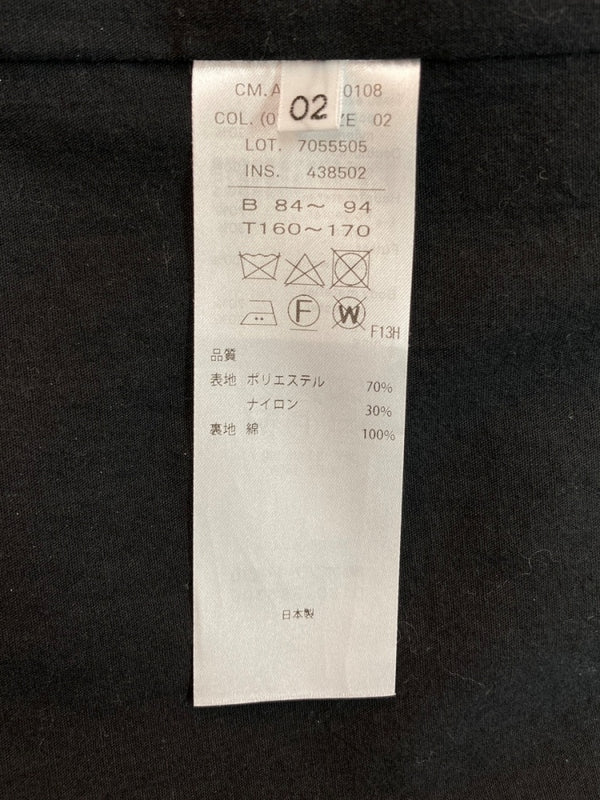 CM.A 0108
02
COL. (0 ZE 02
LOT. 7055505
INS. 438502
B 84～ 94
T160～170
F W
F13H
品質
表地 ポリエステル 70%
ナイロン 30%
裏地 綿 100%
日本製